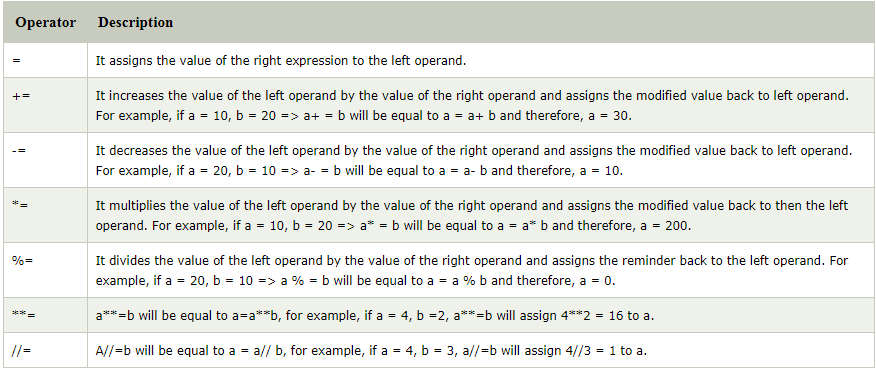 Operator Description
= It assigns the value of the right expression to the left operand.
+= It increases the value of the left operand by the value of the right operand and assigns the modified value back to left operand.
For example, if a = 10, b = 20 => a+ = b will be equal to a = a+ b and therefore, a = 30.
-= It decreases the value of the left operand by the value of the right operand and assigns the modified value back to left operand.
For example, if a = 20, b = 10 => a- = b will be equal to a = a- b and therefore, a = 10.
*= It multiplies the value of the left operand by the value of the right operand and assigns the modified value back to then the left
operand. For example, if a = 10, b = 20 => a* = b will be equal to a = a* b and therefore, a = 200.
%= It divides the value of the left operand by the value of the right operand and assigns the reminder back to the left operand. For
example, if a = 20, b = 10 => a % = b will be equal to a = a % b and therefore, a = 0.
**= a**=b will be equal to a=a**b, for example, if a = 4, b =2, a**=b will assign 4**2 = 16 to a.
//= A//=b will be equal to a = a// b, for example, if a = 4, b = 3, a//=b will assign 4//3 = 1 to a.